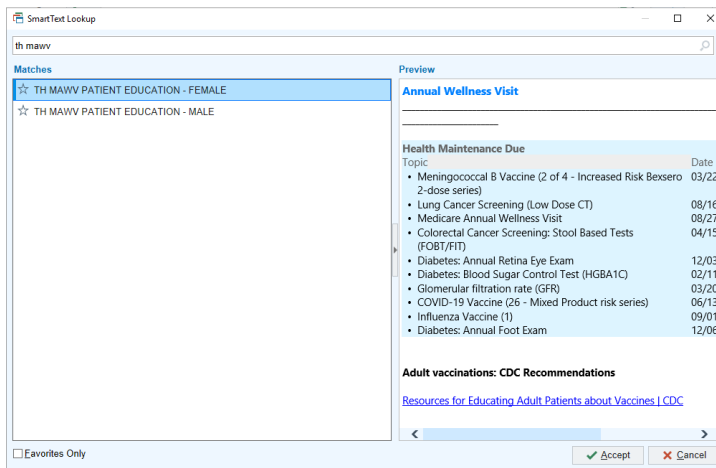 SmartText Lookup
th mawv
Matches
Preview
TH MAWV PATIENT EDUCATION - FEMALE
TH MAWV PATIENT EDUCATION - MALE
Annual Wellness Visit
Health Maintenance Due
Topic Date
• Meningococcal B Vaccine (2 of 4 - Increased Risk Bexsero 03/22
2-dose series)
• Lung Cancer Screening (Low Dose CT) 08/16
• Medicare Annual Wellness Visit 08/27
• Colorectal Cancer Screening: Stool Based Tests 04/15
(FOBT/FIT)
• Diabetes: Annual Retina Eye Exam 12/03
• Diabetes: Blood Sugar Control Test (HGBA1C) 02/11
• Glomerular filtration rate (GFR) 03/20
• COVID-19 Vaccine (26 - Mixed Product risk series) 06/13
• Influenza Vaccine (1) 09/01
• Diabetes: Annual Foot Exam 12/06
Adult vaccinations: CDC Recommendations
Resources for Educating Adult Patients about Vaccines | CDC
Favorites Only
Accept
Cancel